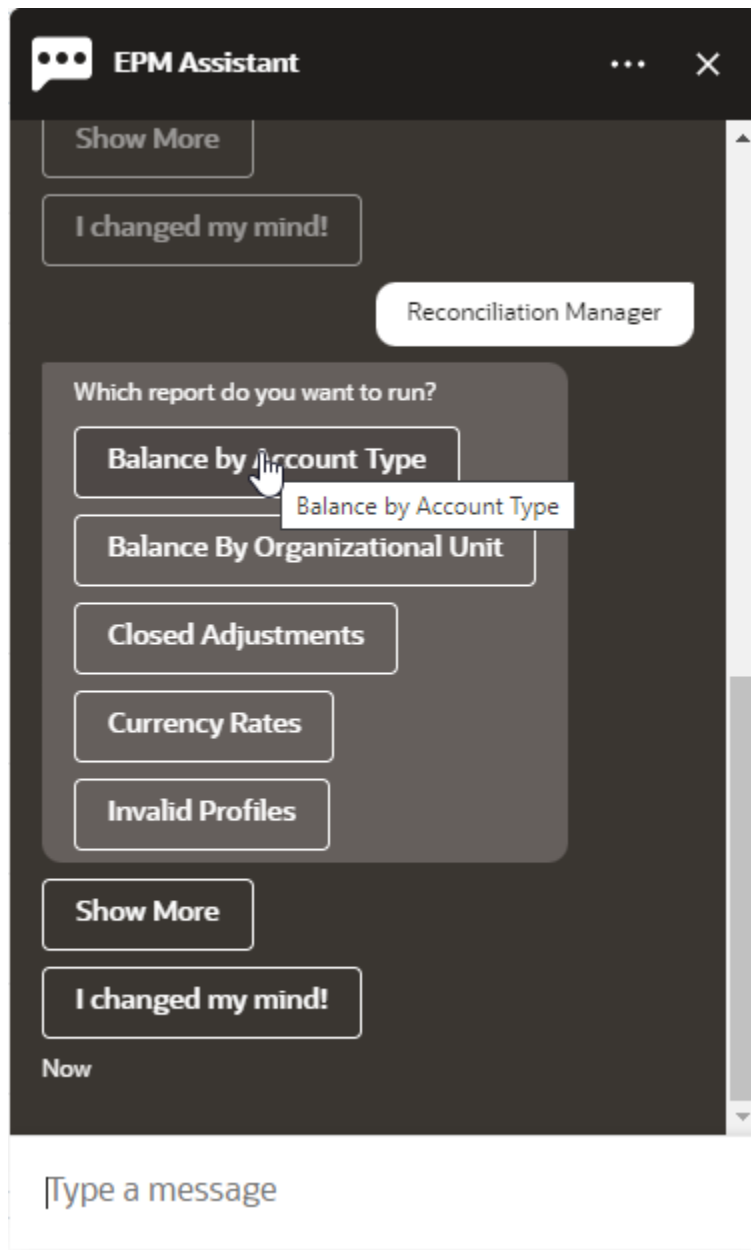 EPM Assistant
Show More
I changed my mind!
Reconciliation Manager
Which report do you want to run?
Balance by Account Type
Balance by Account Type
Balance By Organizational Unit
Closed Adjustments
Currency Rates
Invalid Profiles
Show More
I changed my mind!
Now
Type a message